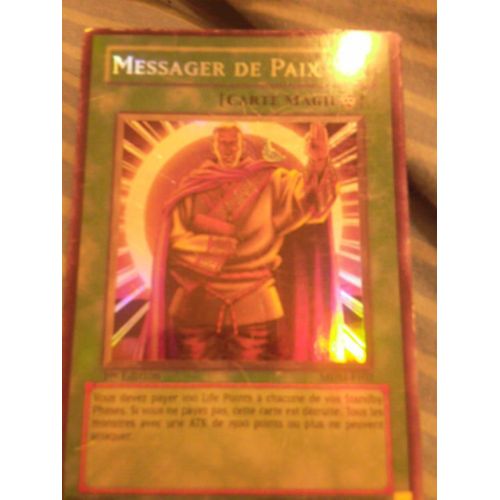 MESSAGER DE PAIX
[CARTE MAGIE
1ère Edition
Vous devez payer 100 Life Points à chacune de vos Standby
Phases. Si vous ne payez pas, cette carte est détruite. Tous les
monstres avec une ATK de 1500 points ou plus ne peuvent
attaquer.